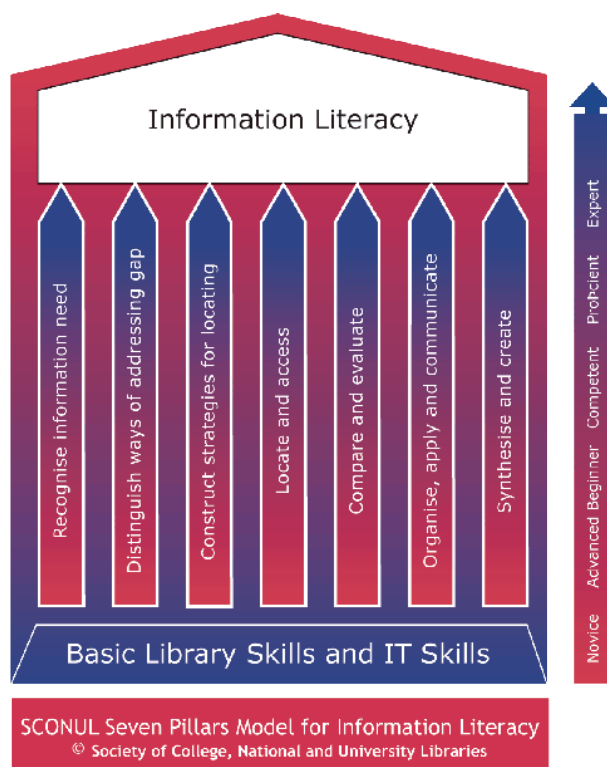 Information Literacy
Recognise information need
Distinguish ways of addressing gap
Construct strategies for locating
Locate and access
Compare and evaluate
Organise, apply and communicate
Synthesise and create
Novice Advanced Beginner Competent Proþcient Expert
Basic Library Skills and IT Skills
SCONUL Seven Pillars Model for Information Literacy
© Society of College, National and University Libraries